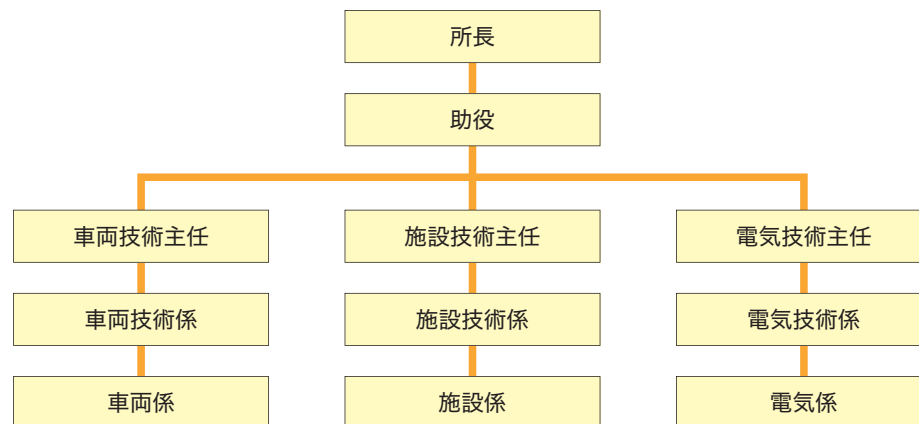 所長
助役
車両技術主任
施設技術主任
電気技術主任
車両技術係
施設技術係
電気技術係
車両係
施設係
電気係